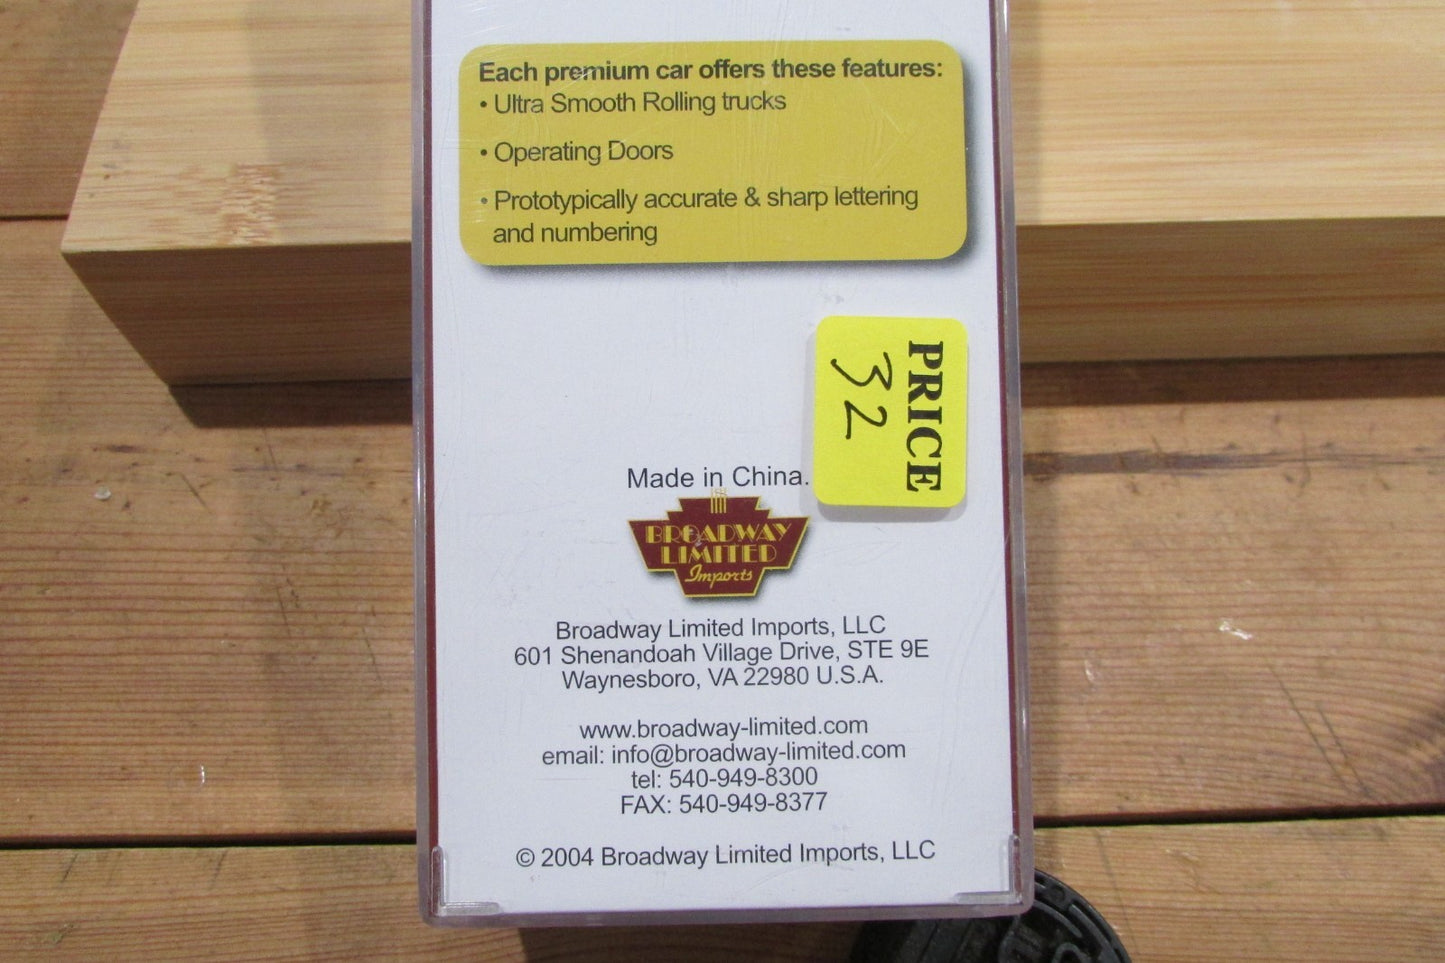 Each premium car offers these features:
• Ultra Smooth Rolling trucks
• Operating Doors
• Prototypically accurate & sharp lettering
and numbering
PRICE
32
Made in China.
BROADWAY
LIMITED
Imports
Broadway Limited Imports, LLC
601 Shenandoah Village Drive, STE 9E
Waynesboro, VA 22980 U.S.A.
www.broadway-limited.com
email: info@broadway-limited.com
tel: 540-949-8300
FAX: 540-949-8377
© 2004 Broadway Limited Imports, LLC